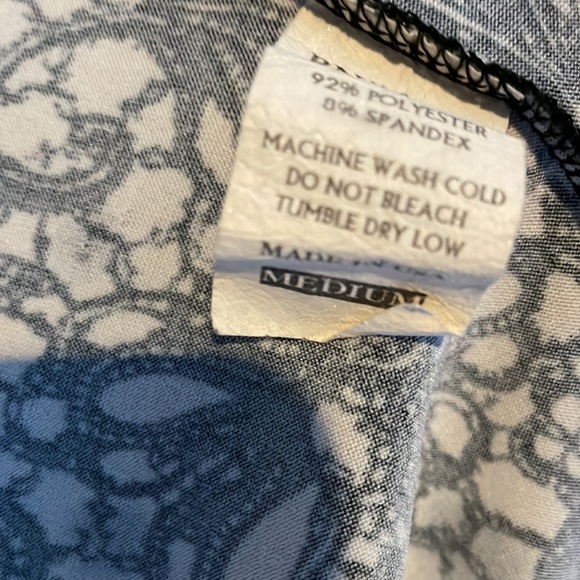 92% POLYESTER
8% SPANDEX
MACHINE WASH COLD
DO NOT BLEACH
TUMBLE DRY LOW
MADE IN USA
MEDIUM